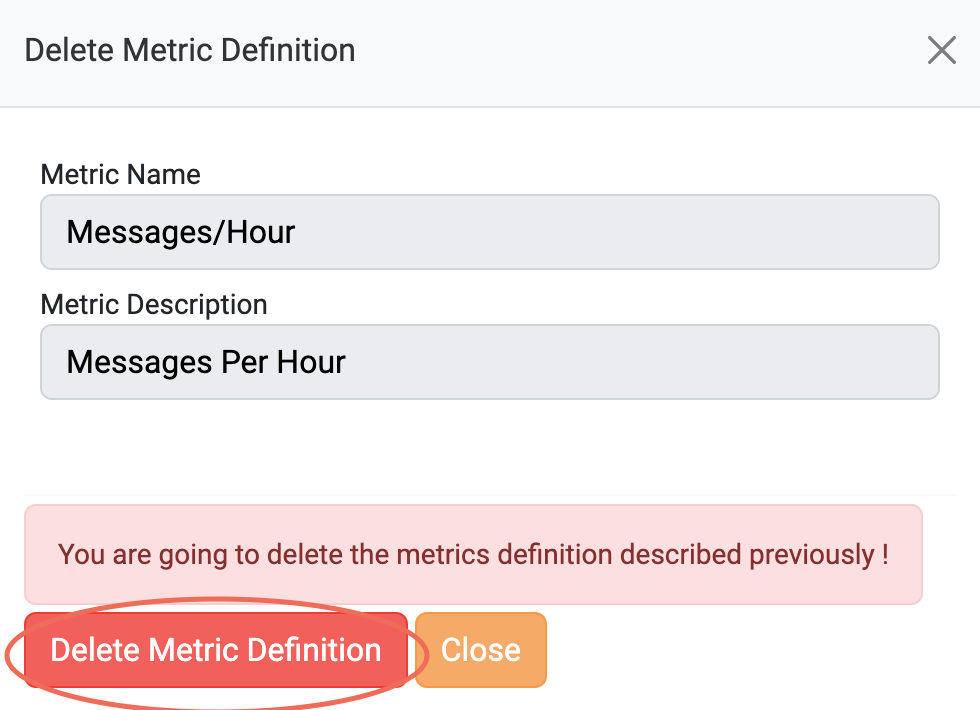 Delete Metric Definition
Metric Name
Messages/Hour
Metric Description
Messages Per Hour
You are going to delete the metrics definition described previously !
Delete Metric Definition
Close